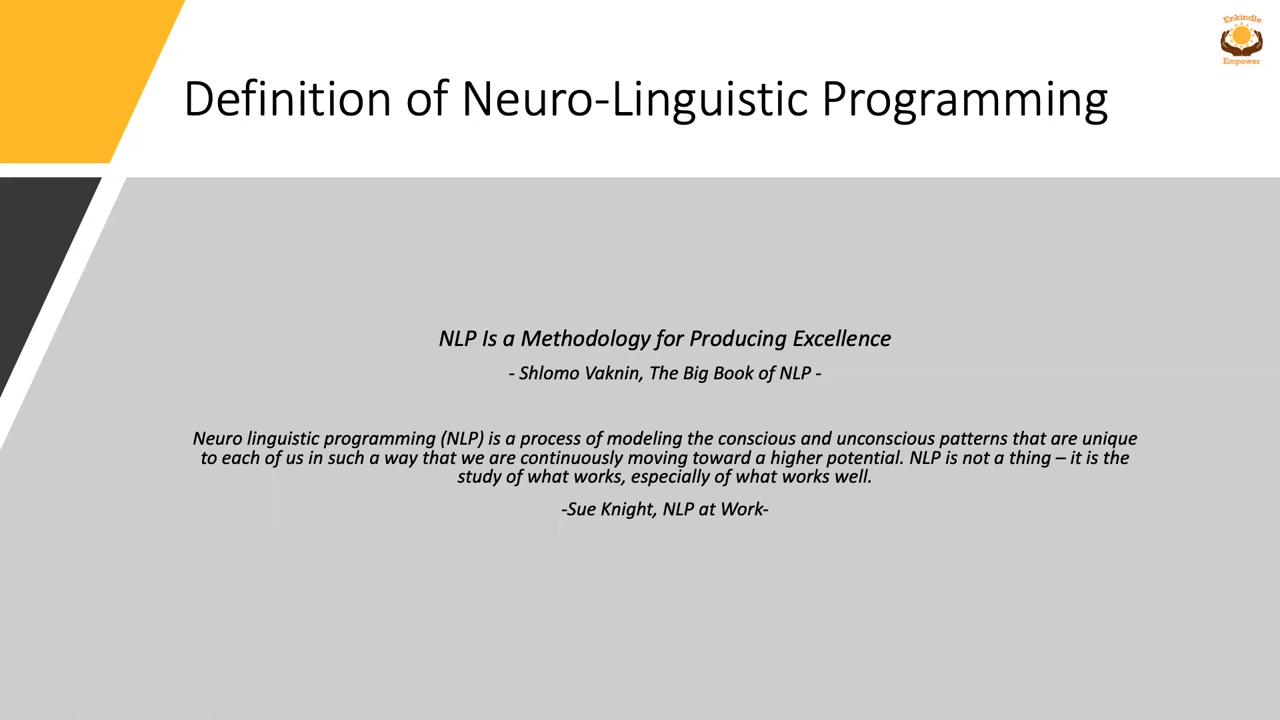 Enkindle
Empower
Definition of Neuro-Linguistic Programming
NLP Is a Methodology for Producing Excellence
- Shlomo Vaknin, The Big Book of NLP -
Neuro linguistic programming (NLP) is a process of modeling the conscious and unconscious patterns that are unique
to each of us in such a way that we are continuously moving toward a higher potential. NLP is not a thing – it is the
study of what works, especially of what works well.
-Sue Knight, NLP at Work-